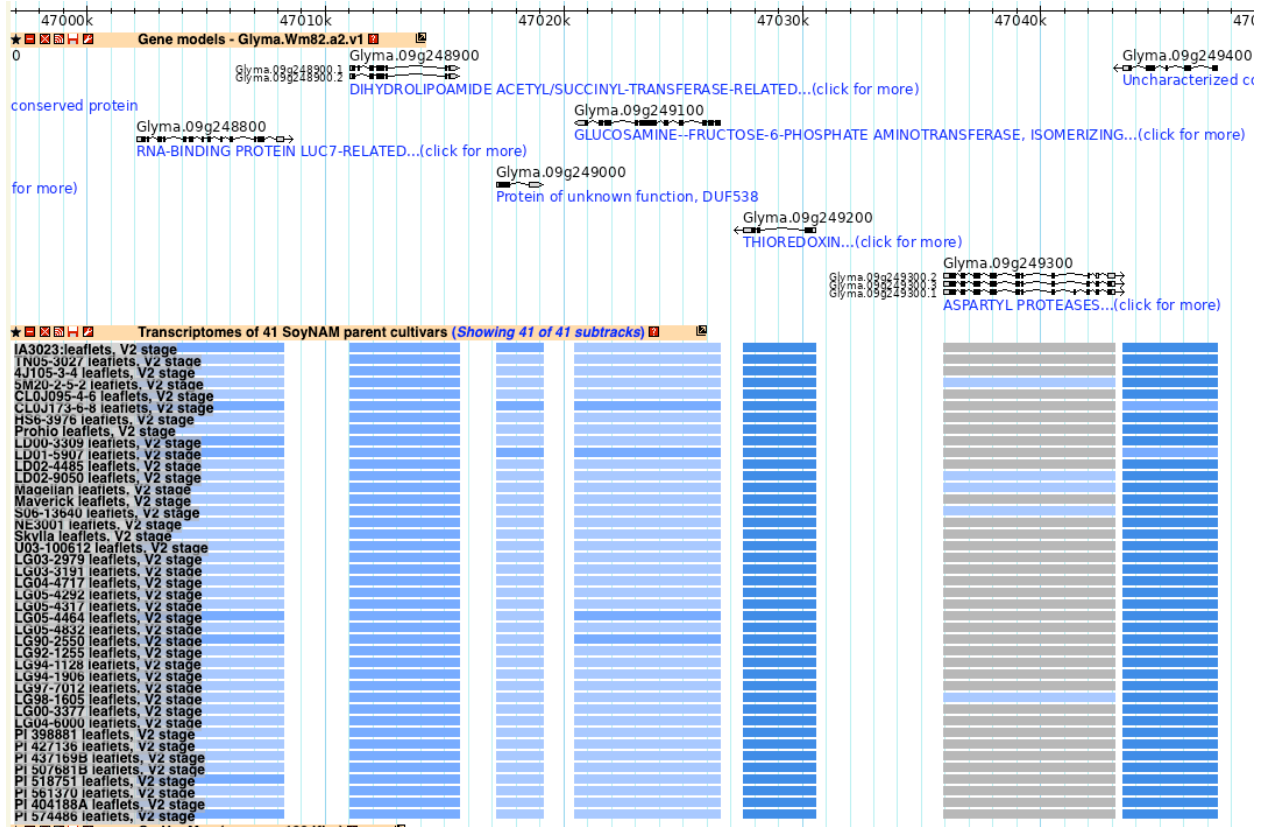 47000k 47010k 47020k 47030k 47040k 470
Gene models - Glyma.Wm82.a2.v1
0 Glyma.09g248900 Glyma.09g249400
Glyma.09g248900.1
Glyma.09g248900.2
Uncharacterized co
DIHYDROLIPOAMIDE ACETYL/SUCCINYL-TRANSFERASE-RELATED...(click for more)
conserved protein
Glyma.09g249100
GLUCOSAMINE--FRUCTOSE-6-PHOSPHATE AMINOTRANSFERASE, ISOMERIZING...(click for more)
Glyma.09g248800
RNA-BINDING PROTEIN LUC7-RELATED...(click for more)
Glyma.09g249000
for more)
Protein of unknown function, DUF538
Glyma.09g249200
THIOREDOXIN...(click for more)
Glyma.09g249300
Glyma.09g249300.2
Glyma.09g249300.3
Glyma.09g249300.1
ASPARTYL PROTEASES...(click for more)
Transcriptomes of 41 SoyNAM parent cultivars (Showing 41 of 41 subtracks)
IA3023:leaflets, V2 stage
TN05-3027 leaflets, V2 stage
4J105-3-4 leaflets, V2 stage
5M20-2-5-2 leaflets, V2 stage
CL0J095-4-6 leaflets, V2 stage
CL0J173-6-8 leaflets, V2 stage
HS6-3976 leaflets, V2 stage
Prohio leaflets, V2 stage
LD00-3309 leaflets, V2 stage
LD01-5907 leaflets, V2 stage
LD02-4485 leaflets, V2 stage
LD02-9050 leaflets, V2 stage
Magellan leaflets, V2 stage
Maverick leaflets, V2 stage
S06-13640 leaflets, V2 stage
NE3001 leaflets, V2 stage
Skylla leaflets, V2 stage
U03-100612 leaflets, V2 stage
LG03-2979 leaflets, V2 stage
LG03-3191 leaflets, V2 stage
LG04-4717 leaflets, V2 stage
LG05-4292 leaflets, V2 stage
LG05-4317 leaflets, V2 stage
LG05-4464 leaflets, V2 stage
LG05-4832 leaflets, V2 stage
LG90-2550 leaflets, V2 stage
LG92-1255 leaflets, V2 stage
LG94-1128 leaflets, V2 stage
LG94-1906 leaflets, V2 stage
LG97-7012 leaflets, V2 stage
LG98-1605 leaflets, V2 stage
LG00-3377 leaflets, V2 stage
LG04-6000 leaflets, V2 stage
PI 398881 leaflets, V2 stage
PI 427136 leaflets, V2 stage
PI 437169B leaflets, V2 stage
PI 507681B leaflets, V2 stage
PI 518751 leaflets, V2 stage
PI 561370 leaflets, V2 stage
PI 404188A leaflets, V2 stage
PI 574486 leaflets, V2 stage